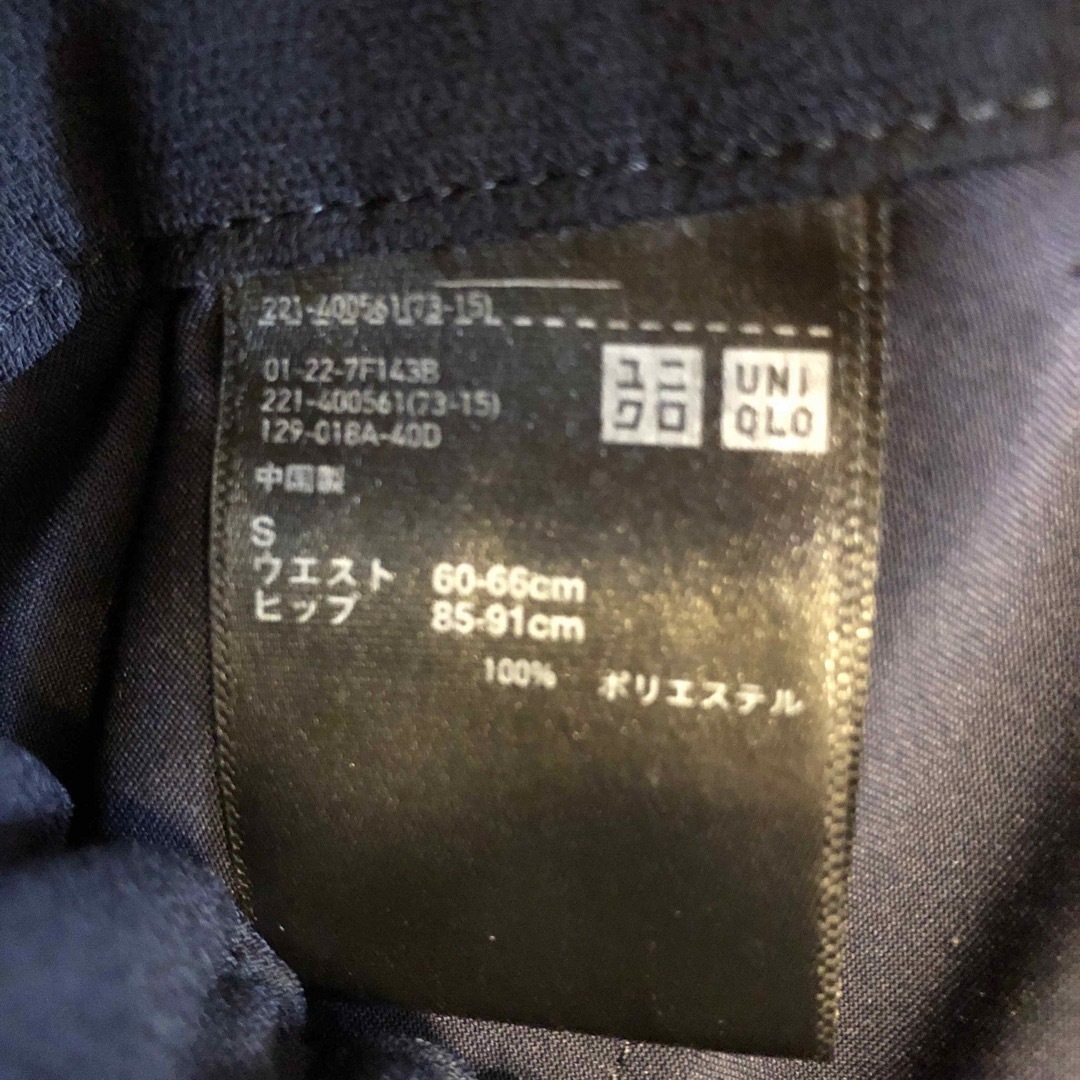 221-400561(73-15)
01-22-7F143B
221-400561(73-15)
129-018A-40D
ユニ
クロ
UNI
QLO
中国製
S
ウエスト 60-66cm
ヒップ 85-91cm
100% ポリエステル